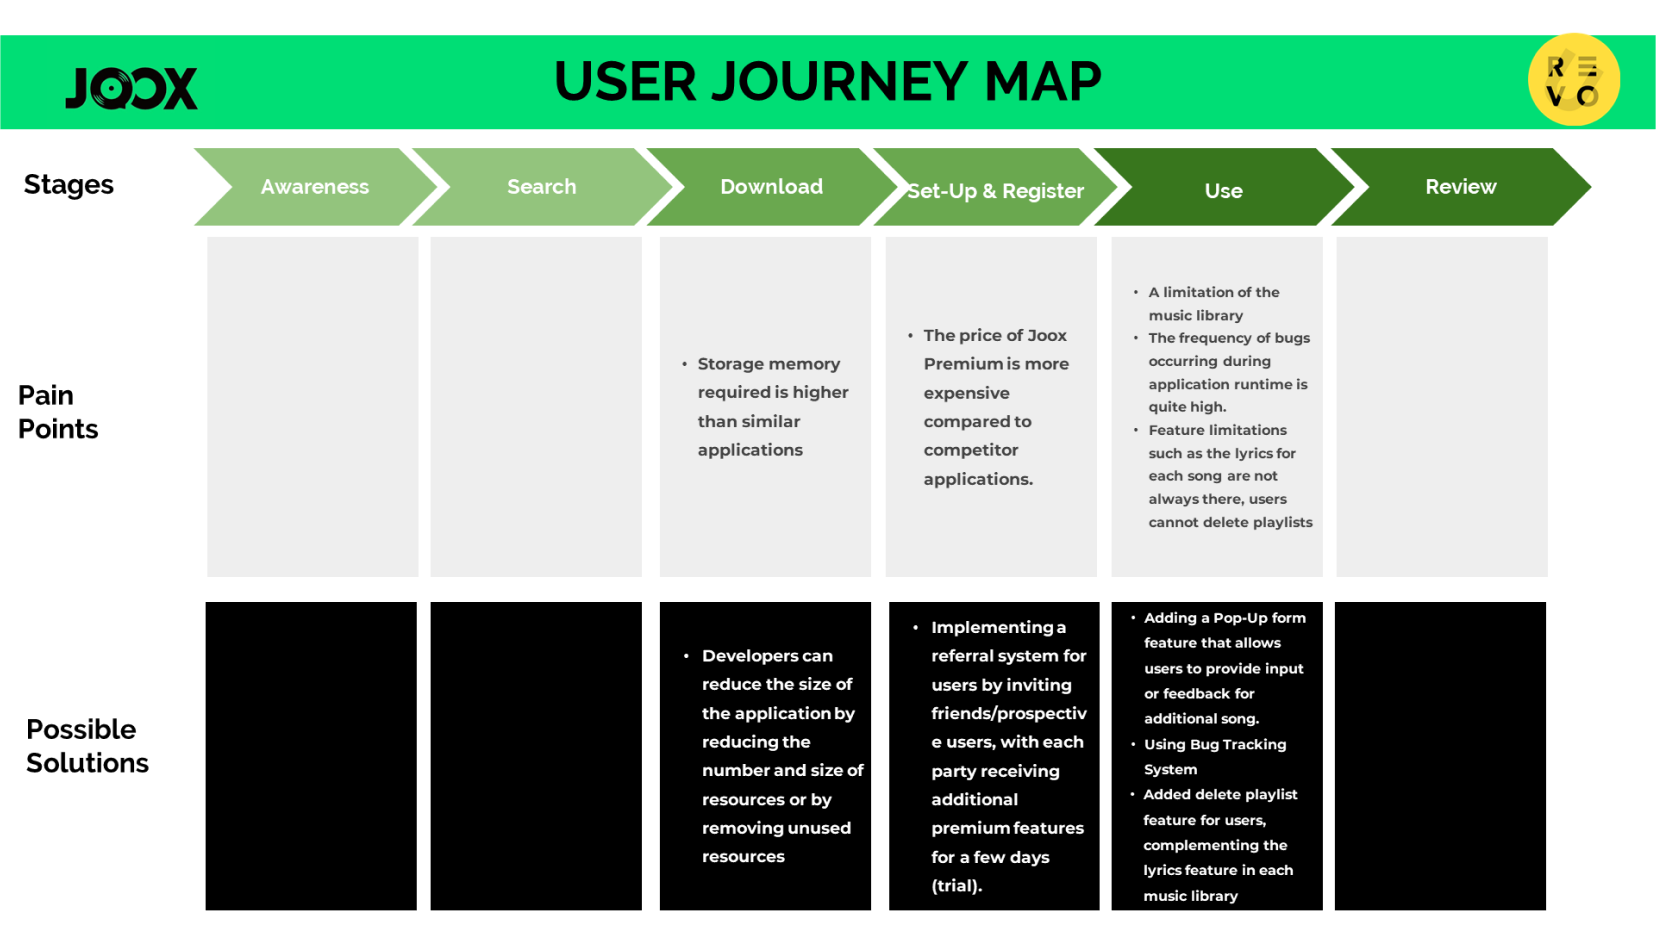 JOOX
USER JOURNEY MAP
R E
V O
Stages
Awareness
Search
Download
Set-Up & Register
Use
Review
Pain
Points
• Storage memory
required is higher
than similar
applications
• The price of Joox
Premium is more
expensive
compared to
competitor
applications.
• A limitation of the
music library
• The frequency of bugs
occurring during
application runtime is
quite high.
• Feature limitations
such as the lyrics for
each song are not
always there, users
cannot delete playlists
Possible
Solutions
• Developers can
reduce the size of
the application by
reducing the
number and size of
resources or by
removing unused
resources
• Implementing a
referral system for
users by inviting
friends/prospectiv
e users, with each
party receiving
additional
premium features
for a few days
(trial).
• Adding a Pop-Up form
feature that allows
users to provide input
or feedback for
additional song.
• Using Bug Tracking
System
• Added delete playlist
feature for users,
complementing the
lyrics feature in each
music library